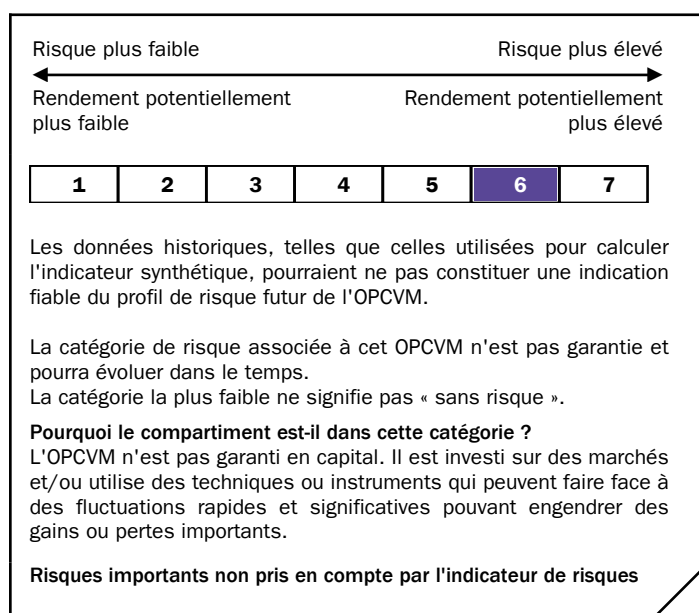 Risque plus faible Risque plus élevé
Rendement potentiellement plus faible Rendement potentiellement plus élevé
1 2 3 4 5 6 7
Les données historiques, telles que celles utilisées pour calculer
l'indicateur synthétique, pourraient ne pas constituer une indication
fiable du profil de risque futur de l'OPCVM.
La catégorie de risque associée à cet OPCVM n'est pas garantie et
pourra évoluer dans le temps.
La catégorie la plus faible ne signifie pas « sans risque ».
Pourquoi le compartiment est-il dans cette catégorie ?
L'OPCVM n'est pas garanti en capital. Il est investi sur des marchés
et/ou utilise des techniques ou instruments qui peuvent faire face à
des fluctuations rapides et significatives pouvant engendrer des
gains ou pertes importants.
Risques importants non pris en compte par l'indicateur de risques